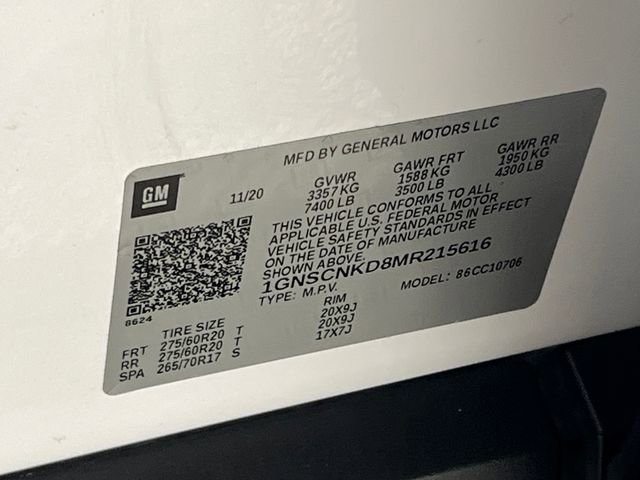 MFD BY GENERAL MOTORS LLC
GM
11/20
GVWR
3357 KG
7400 LB
GAWR FRT
1588 KG
3500 LB
GAWR RR
1950 KG
4300 LB
THIS VEHICLE CONFORMS TO ALL
APPLICABLE U.S. FEDERAL MOTOR
VEHICLE SAFETY STANDARDS IN EFFECT
ON THE DATE OF MANUFACTURE
SHOWN ABOVE.
1GNSCNKD8MR215616
TYPE: M.P.V. MODEL: 86CC10706
8624
TIRE SIZE RIM
FRT 275/60R20 T 20X9J
RR 275/60R20 T 20X9J
SPA 265/70R17 S 17X7J